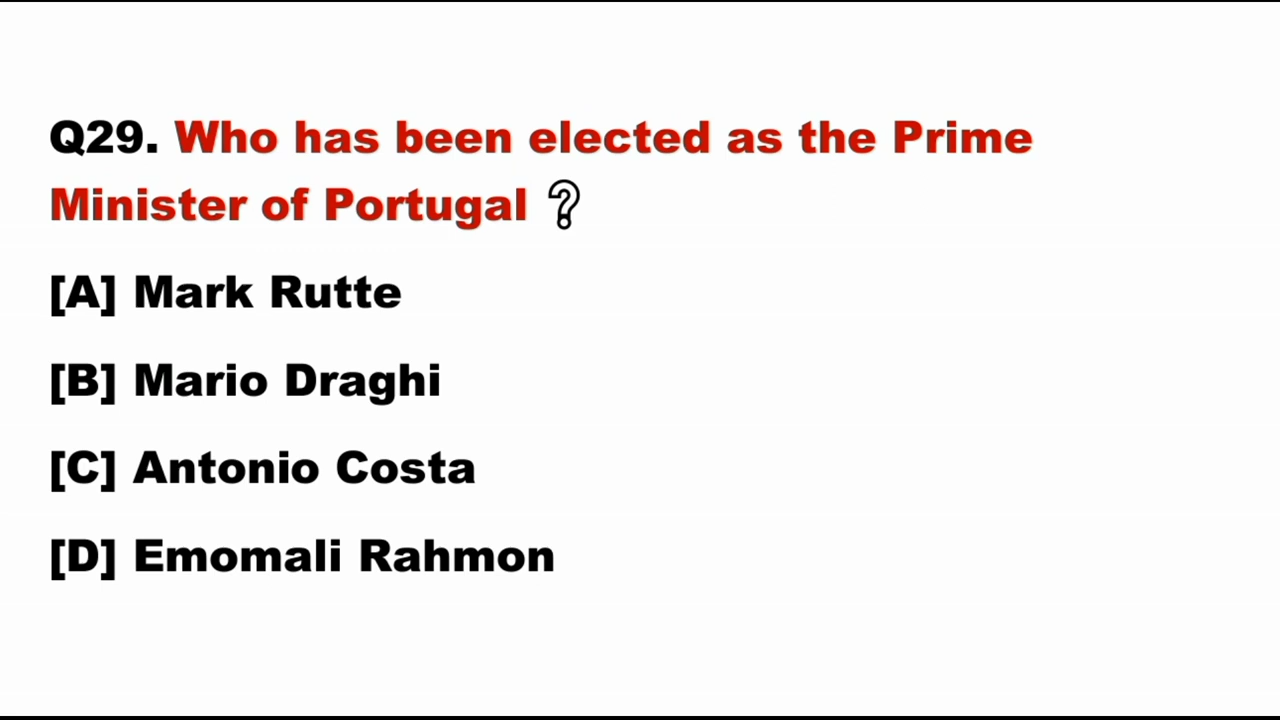 Q29. Who has been elected as the Prime
Minister of Portugal ?
[A] Mark Rutte
[B] Mario Draghi
[C] Antonio Costa
[D] Emomali Rahmon